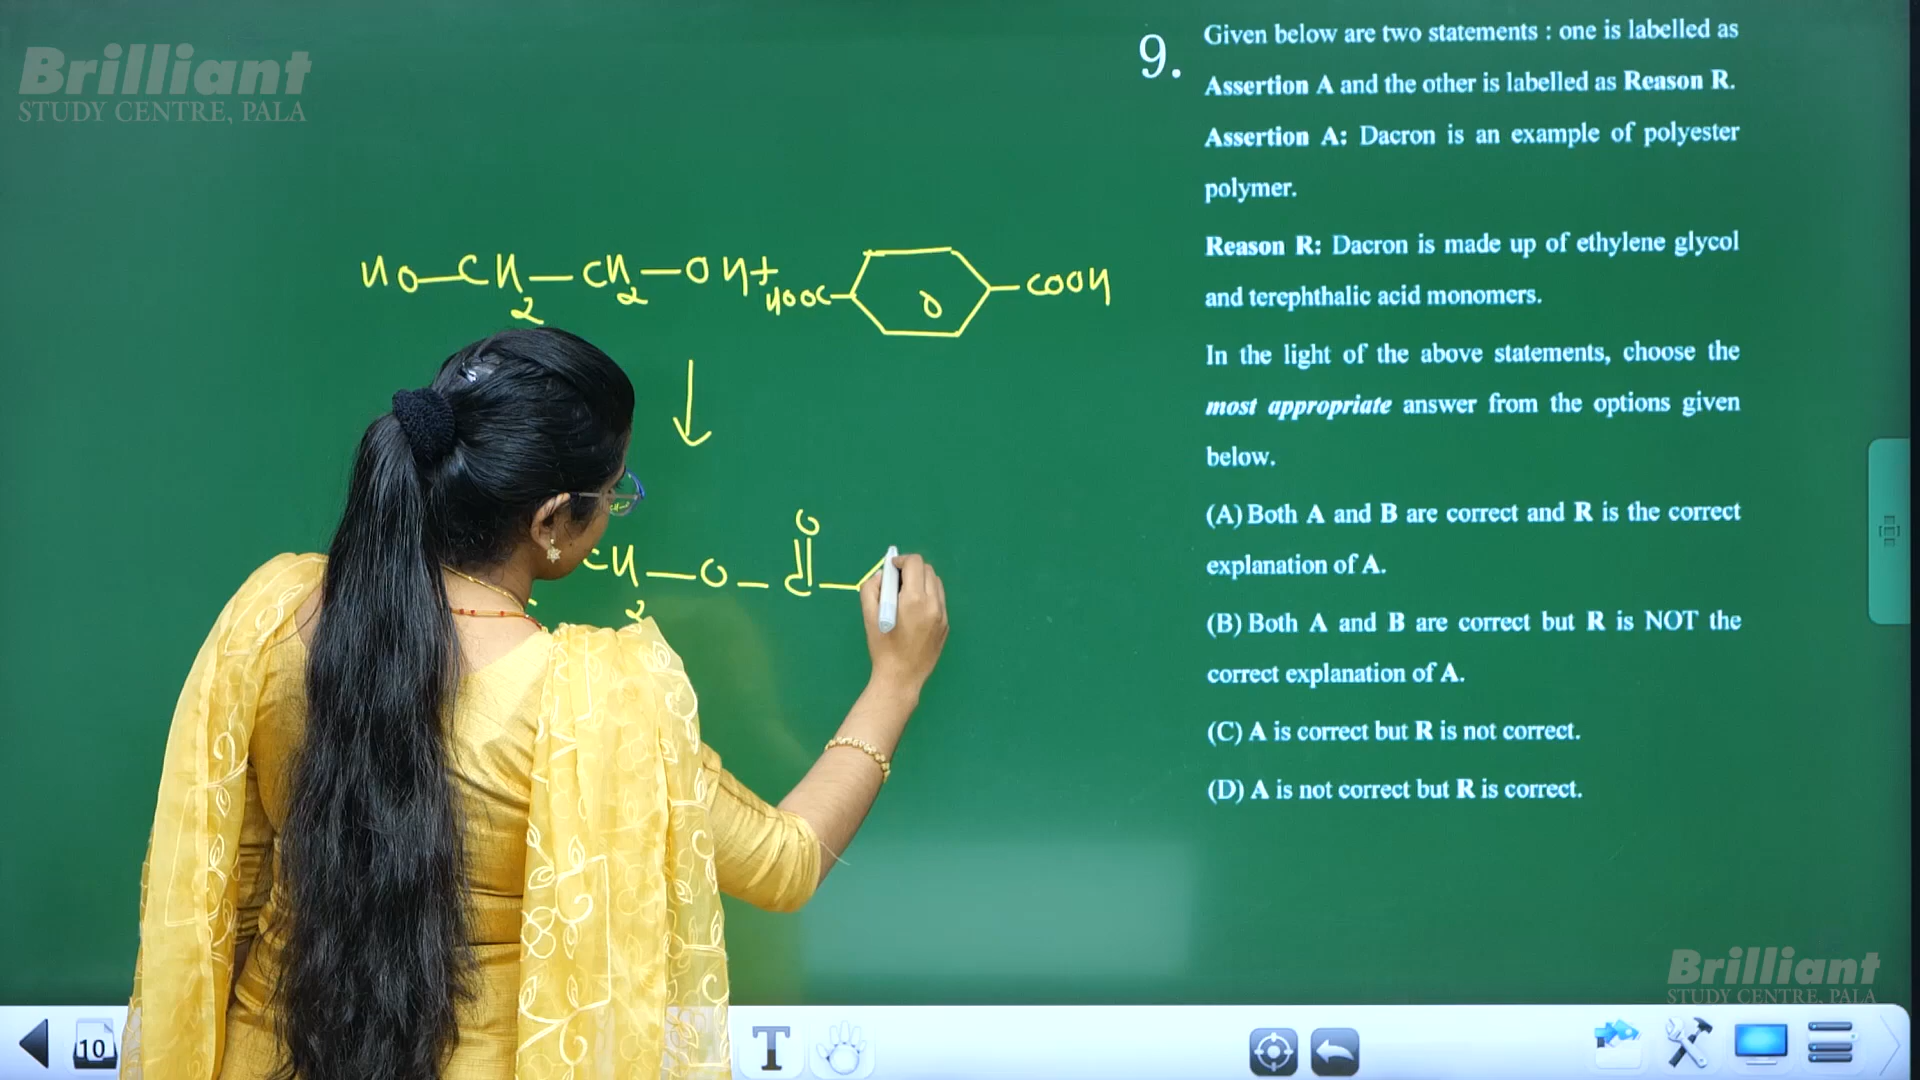 Brilliant
STUDY CENTRE, PALA
9.
Given below are two statements : one is labelled as
Assertion A and the other is labelled as Reason R.
Assertion A: Dacron is an example of polyester
polymer.
Reason R: Dacron is made up of ethylene glycol
and terephthalic acid monomers.
In the light of the above statements, choose the
most appropriate answer from the options given
below.
(A) Both A and B are correct and R is the correct
explanation of A.
(B) Both A and B are correct but R is NOT the
correct explanation of A.
(C) A is correct but R is not correct.
(D) A is not correct but R is correct.
HO—CH2—CH2—OH + HOOC— —COOH
O
CH2—O—C—
Brilliant
STUDY CENTRE, PALA
10
T